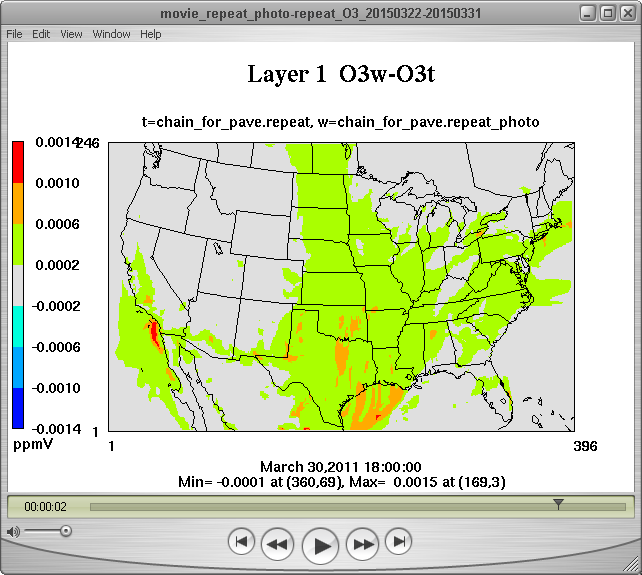 movie_repeat_photo-repeat_O3_20150322-20150331
File Edit View Window Help
Layer 1 O3w-O3t
t=chain_for_pave.repeat, w=chain_for_pave.repeat_photo
0.0014
246
0.0010
0.0006
0.0002
-0.0002
-0.0006
-0.0010
-0.0014
1
ppmV
1
396
March 30,2011 18:00:00
Min= -0.0001 at (360,69), Max= 0.0015 at (169,3)
00:00:02